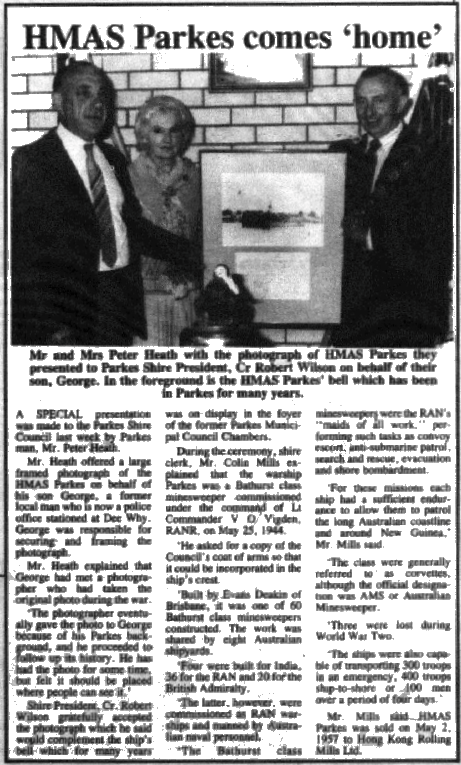 HMAS Parkes comes ‘home’
Mr and Mrs Peter Heath with the photograph of HMAS Parkes they
presented to Parkes Shire President, Cr Robert Wilson on behalf of their
son, George. In the foreground is the HMAS Parkes' bell which has been
in Parkes for many years.
A SPECIAL presentation
was made to the Parkes Shire
Council last week by Parkes
man, Mr. Peter Heath.
Mr. Heath offered a large
framed photograph of the
HMAS Parkes on behalf of
his son George, a former
local man who is now a police
officer stationed at Dee Why.
George was responsible for
securing and framing the
photograph.
Mr. Heath explained that
George had met a photogra-
pher who had taken the
original photo during the war.
'The photographer eventu-
ally gave the photo to George
because of his Parkes back-
ground, and he proceeded to
follow up its history. He has
had the photo for some time,
but felt it should be placed
where people can see it.'
Shire President, Cr. Robert
Wilson gratefully accepted
the photograph which he said
would complement the ship's
bell which for many years
was on display in the foyer
of the former Parkes Munici-
pal Council Chambers.
During the ceremony, shire
clerk, Mr. Colin Mills ex-
plained that the warship
Parkes was a Bathurst class
minesweeper commissioned
under the command of Lt
Commander V O Vigden,
RANR, on May 25, 1944.
'He asked for a copy of the
Council's coat of arms so that
it could be incorporated in the
ship's crest.
'Built by Evans Deakin of
Brisbane, it was one of 60
Bathurst class minesweepers
constructed. The work was
shared by eight Australian
shipyards.
'Four were built for India,
36 for the RAN and 20 for the
British Admiralty.
'The latter, however, were
commissioned as RAN war-
ships and manned by Austra-
lian naval personnel.
'The Bathurst class
minesweepers were the RAN's
"maids of all work," per-
forming such tasks as convoy
escort, anti-submarine patrol,
search and rescue, evacuation
and shore bombardment.
'For these missions each
ship had a sufficient endur-
ance to allow them to patrol
the long Australian coastline
and around New Guinea,'
Mr. Mills said.
'The class were generally
referred to as corvettes,
although the official designa-
tion was AMS or Australian
Minesweeper.
'Three were lost during
World War Two.
'The ships were also capa-
ble of transporting 300 troops
in an emergency, 400 troops
ship-to-shore or 100 men
over a period of four days.'
Mr. Mills said HMAS
Parkes was sold on May 2,
1957 to Hong Kong Rolling
Mills Ltd.